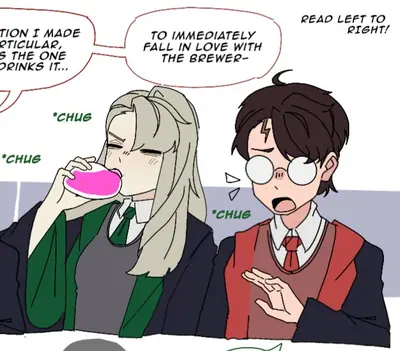 TION I MADE
RTICULAR,
S THE ONE
DRINKS IT...
TO IMMEDIATELY
FALL IN LOVE WITH
THE BREWER-
READ LEFT TO
RIGHT!
*CHUG
*CHUG
*CHUG